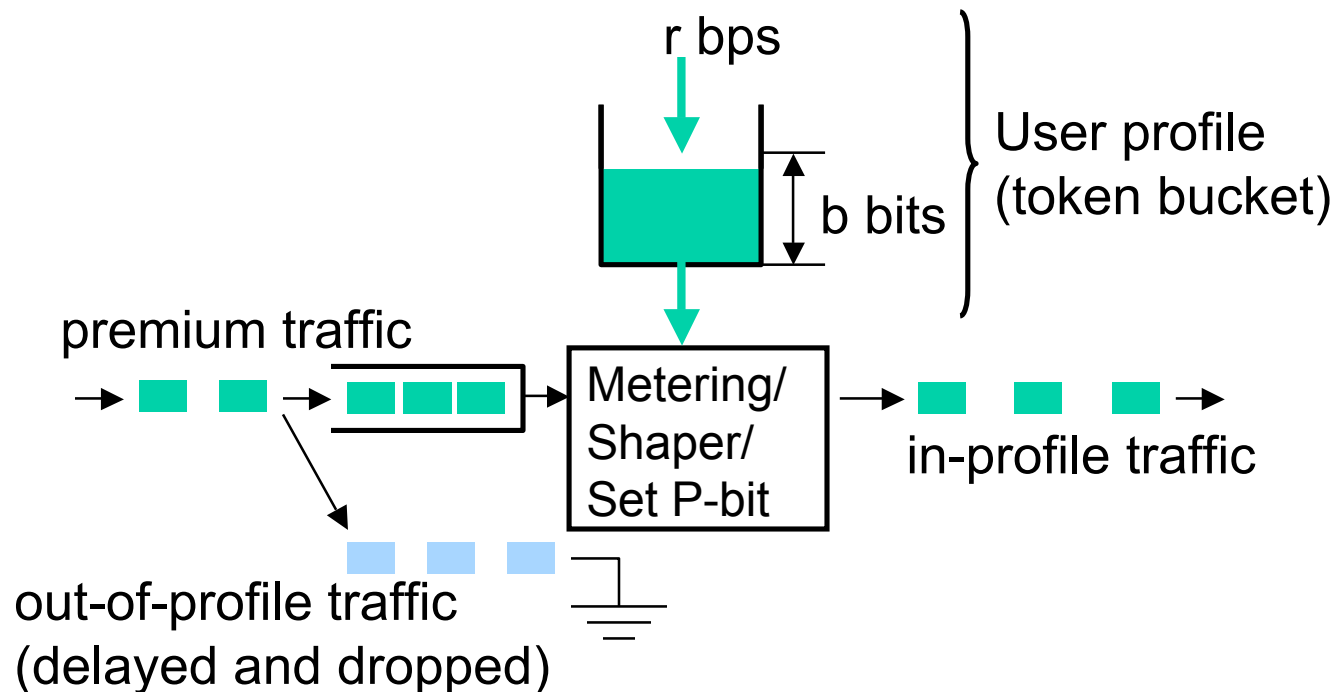 r bps
User profile
(token bucket)
b bits
premium traffic
Metering/
Shaper/
Set P-bit
in-profile traffic
out-of-profile traffic
(delayed and dropped)